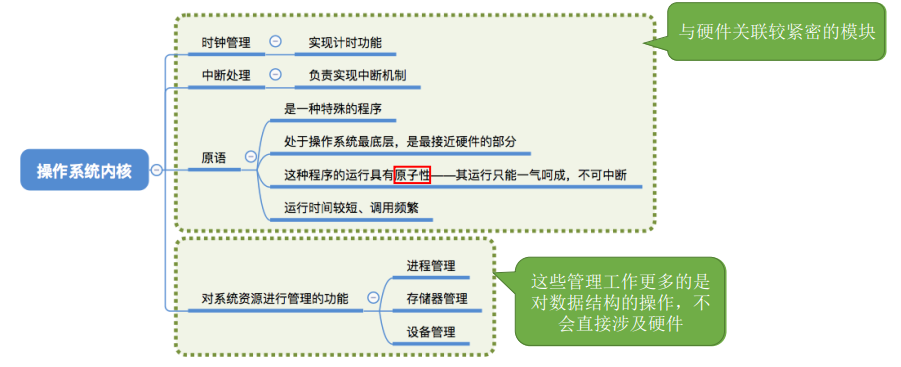 与硬件关联较紧密的模块
时钟管理
实现计时功能
中断处理
负责实现中断机制
是一种特殊的程序
处于操作系统最底层，是最接近硬件的部分
操作系统内核
原语
这种程序的运行具有原子性——其运行只能一气呵成，不可中断
运行时间较短、调用频繁
进程管理
对系统资源进行管理的功能
存储器管理
设备管理
这些管理工作更多的是
对数据结构的操作，不
会直接涉及硬件